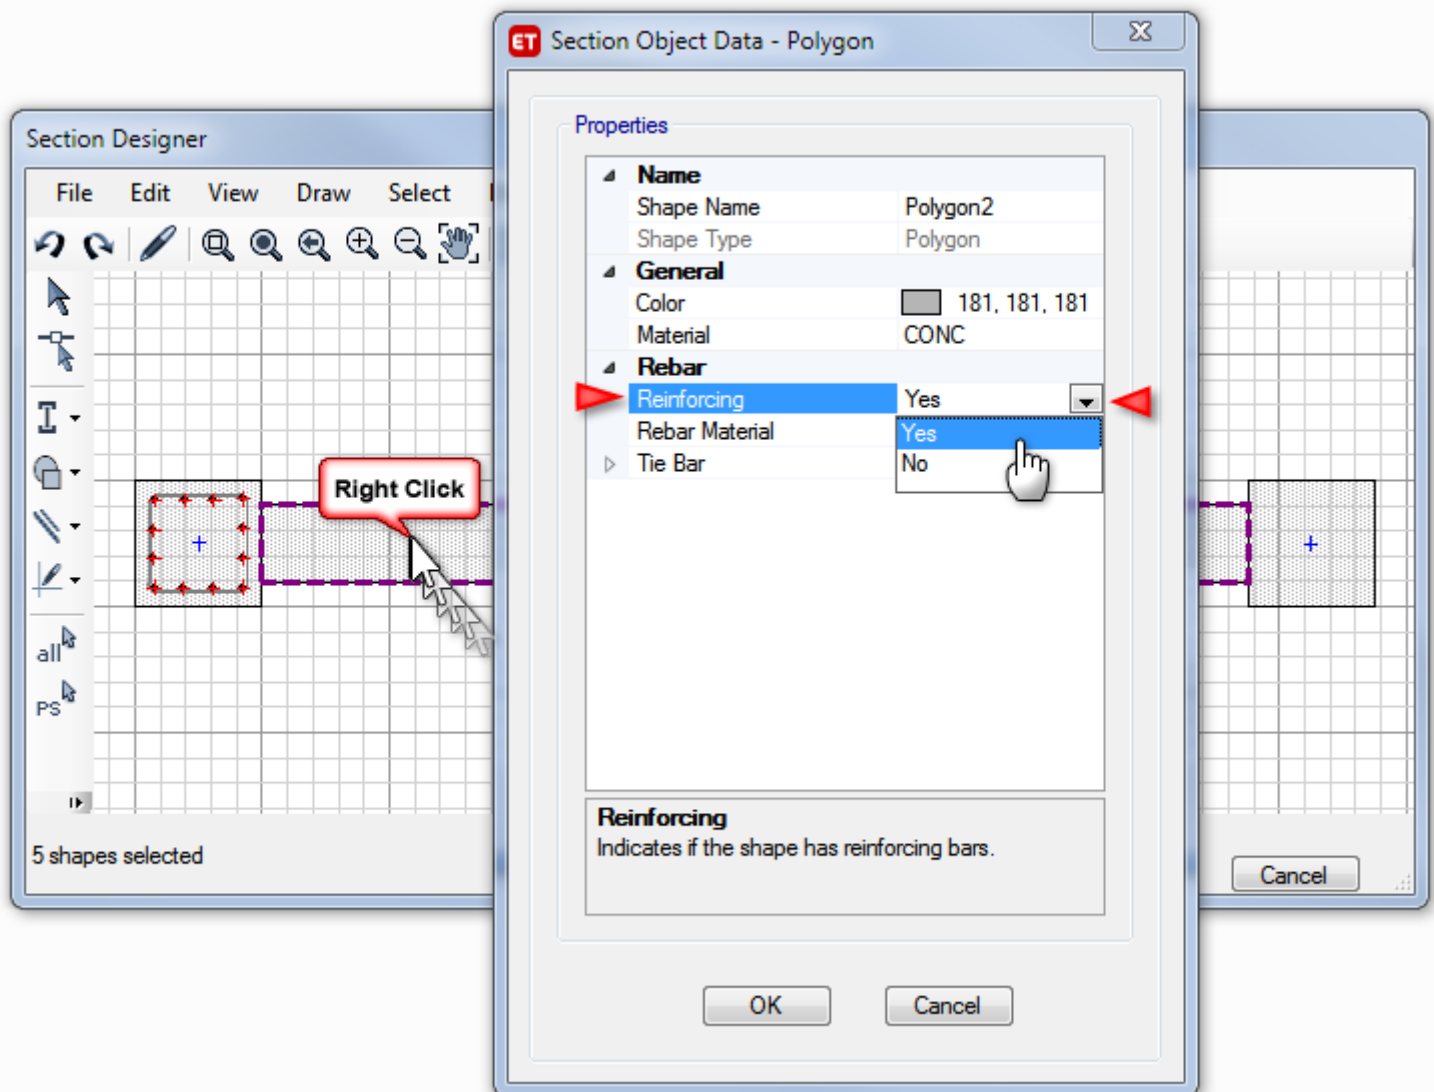 ET Section Object Data - Polygon
Section Designer
File Edit View Draw Select
Properties
Name
Shape Name Polygon2
Shape Type Polygon
General
Color 181, 181, 181
Material CONC
Rebar
Reinforcing Yes
Rebar Material Yes
Tie Bar No
Right Click
all
PS
Reinforcing
Indicates if the shape has reinforcing bars.
5 shapes selected
Cancel
OK Cancel